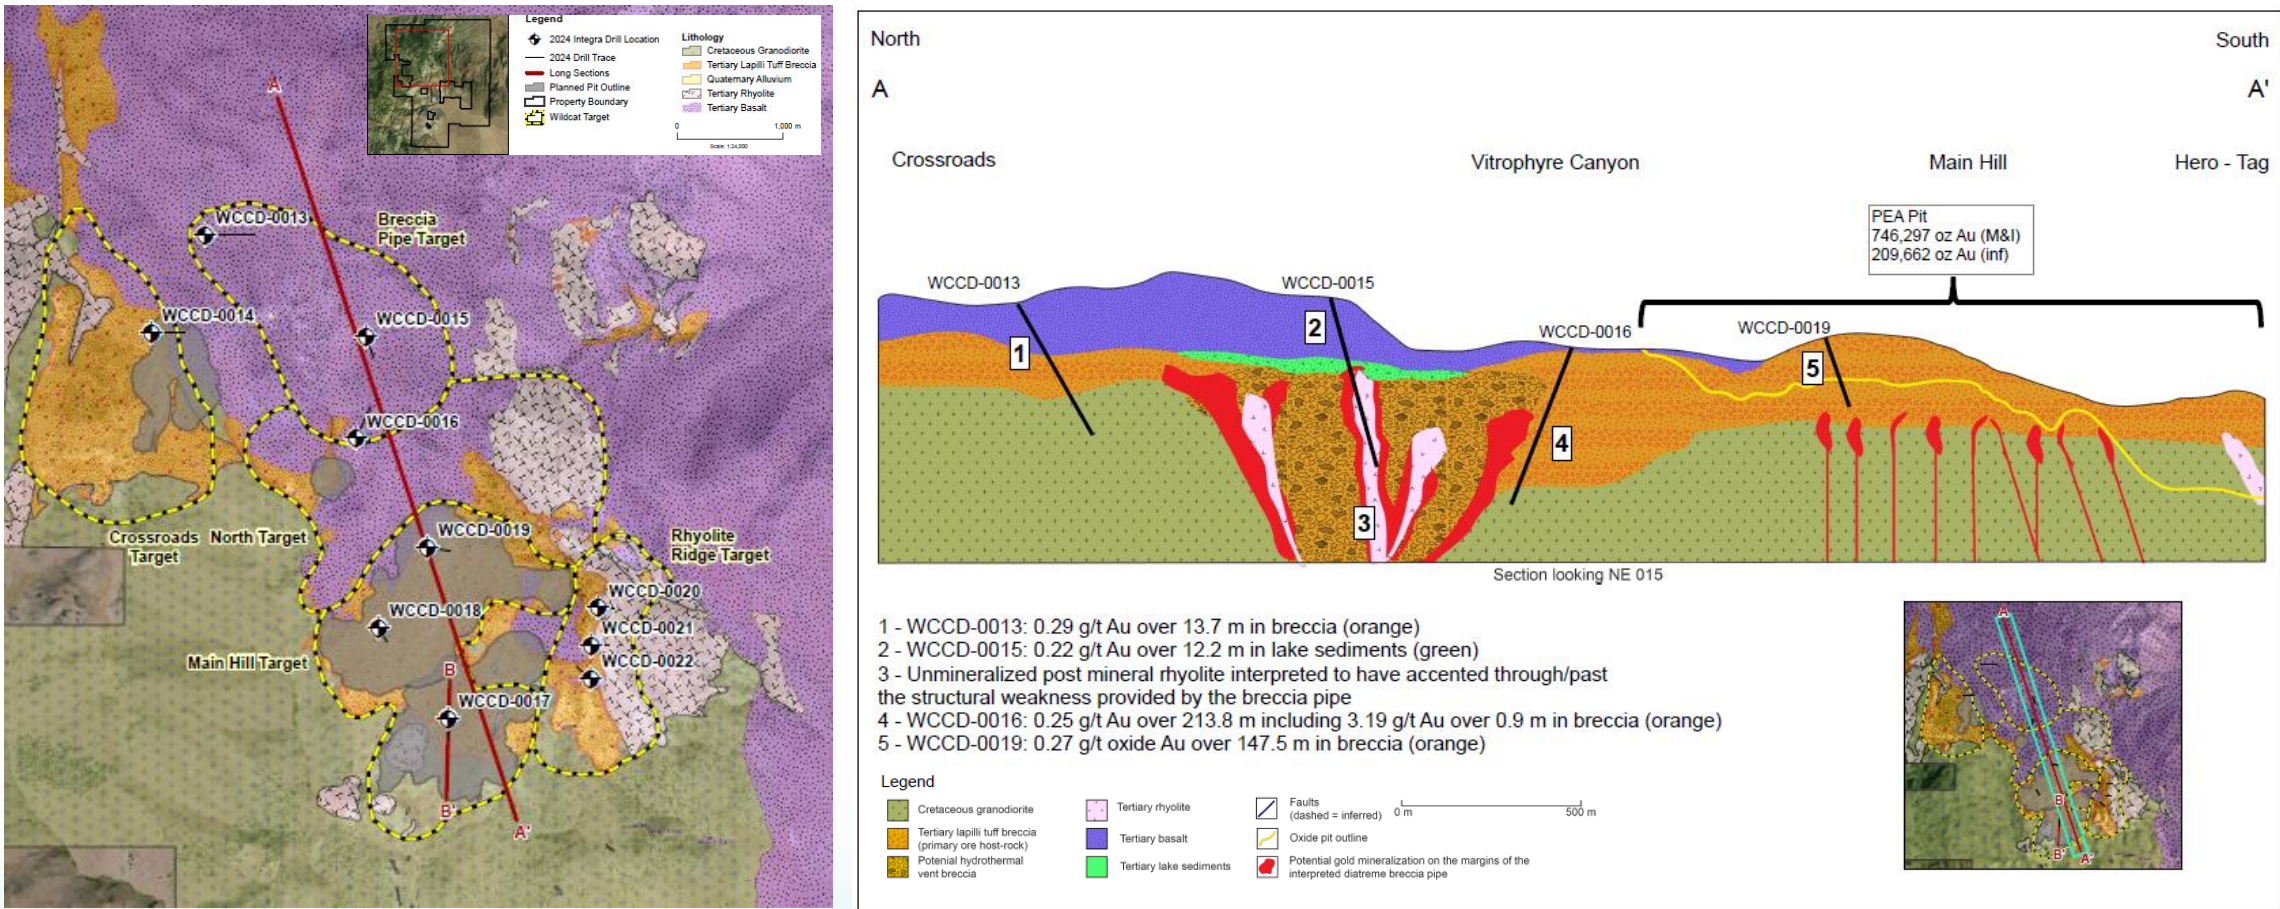 Legend
2024 Integra Drill Location
2024 Drill Trace
Long Sections
Planned Pit Outline
Property Boundary
Wildcat Target
Lithology
Cretaceous Granodiorite
Tertiary Lapilli Tuff Breccia
Quaternary Alluvium
Tertiary Rhyolite
Tertiary Basalt
0 1,000 m
Scale: 1:24,000
A
WCCD-0013
Breccia
Pipe Target
WCCD-0014
WCCD-0015
WCCD-0016
Crossroads
Target
North Target
WCCD-0019
Rhyolite
Ridge Target
WCCD-0020
WCCD-0018
WCCD-0021
Main Hill Target
WCCD-0022
B
WCCD-0017
B'
A'
North
South
A
A'
Crossroads
Vitrophyre Canyon
Main Hill
Hero - Tag
PEA Pit
746,297 oz Au (M&I)
209,662 oz Au (inf)
WCCD-0013
WCCD-0015
WCCD-0016
WCCD-0019
1
2
3
4
5
Section looking NE 015
1 - WCCD-0013: 0.29 g/t Au over 13.7 m in breccia (orange)
2 - WCCD-0015: 0.22 g/t Au over 12.2 m in lake sediments (green)
3 - Unmineralized post mineral rhyolite interpreted to have accented through/past
the structural weakness provided by the breccia pipe
4 - WCCD-0016: 0.25 g/t Au over 213.8 m including 3.19 g/t Au over 0.9 m in breccia (orange)
5 - WCCD-0019: 0.27 g/t oxide Au over 147.5 m in breccia (orange)
Legend
Cretaceous granodiorite
Tertiary lapilli tuff breccia
(primary ore host-rock)
Potenial hydrothermal
vent breccia
Tertiary rhyolite
Tertiary basalt
Tertiary lake sediments
Faults
(dashed = inferred)
0 m 500 m
Oxide pit outline
Potential gold mineralization on the margins of the
interpreted diatreme breccia pipe
A
B
B'
A'